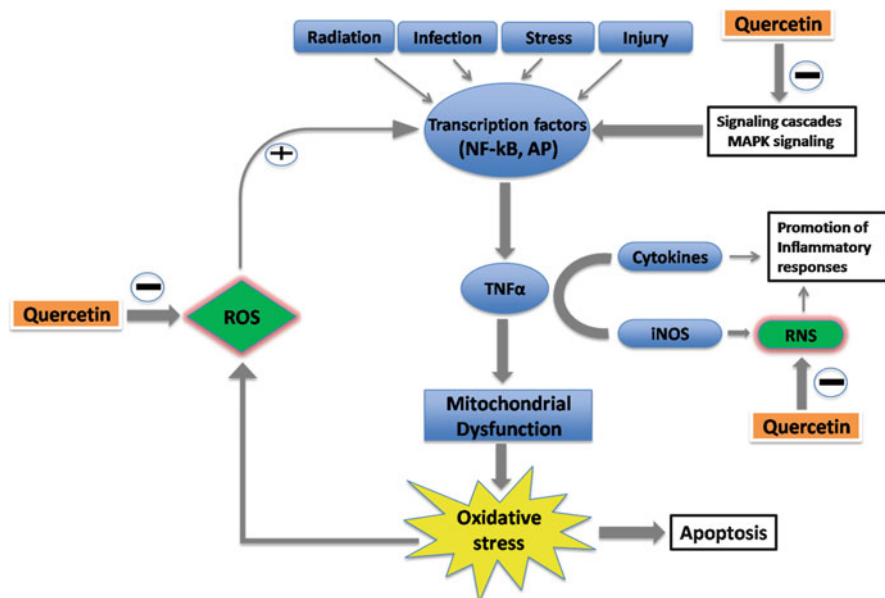 Radiation
Infection
Stress
Injury
Quercetin
Transcription factors
(NF-kB, AP)
Signaling cascades
MAPK signaling
+
−
TNFα
Cytokines
iNOS
Promotion of
Inflammatory
responses
RNS
−
Quercetin
Quercetin
−
ROS
Mitochondrial
Dysfunction
Oxidative
stress
Apoptosis